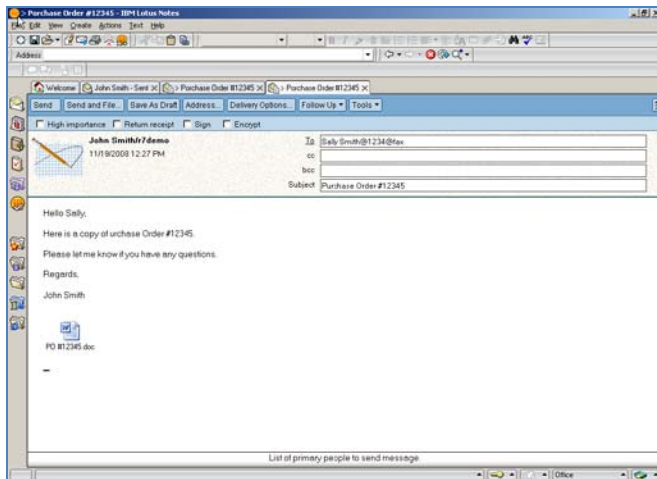 Purchase Order #12345 - IBM Lotus Notes
File Edit View Create Actions Text Help
Address
Welcome John Smith - Sent Purchase Order #12345 Purchase Order #12345
Send Send and File... Save As Draft Address... Delivery Options... Follow Up Tools
High importance Return receipt Sign Encrypt
John Smith/r7demo
11/19/2008 12:27 PM
To Sally Smith@1234@fax
cc
bcc
Subject Purchase Order #12345
Hello Sally,
Here is a copy of urchase Order #12345.
Please let me know if you have any questions.
Regards,
John Smith
PO #12345.doc
List of primary people to send message
Office